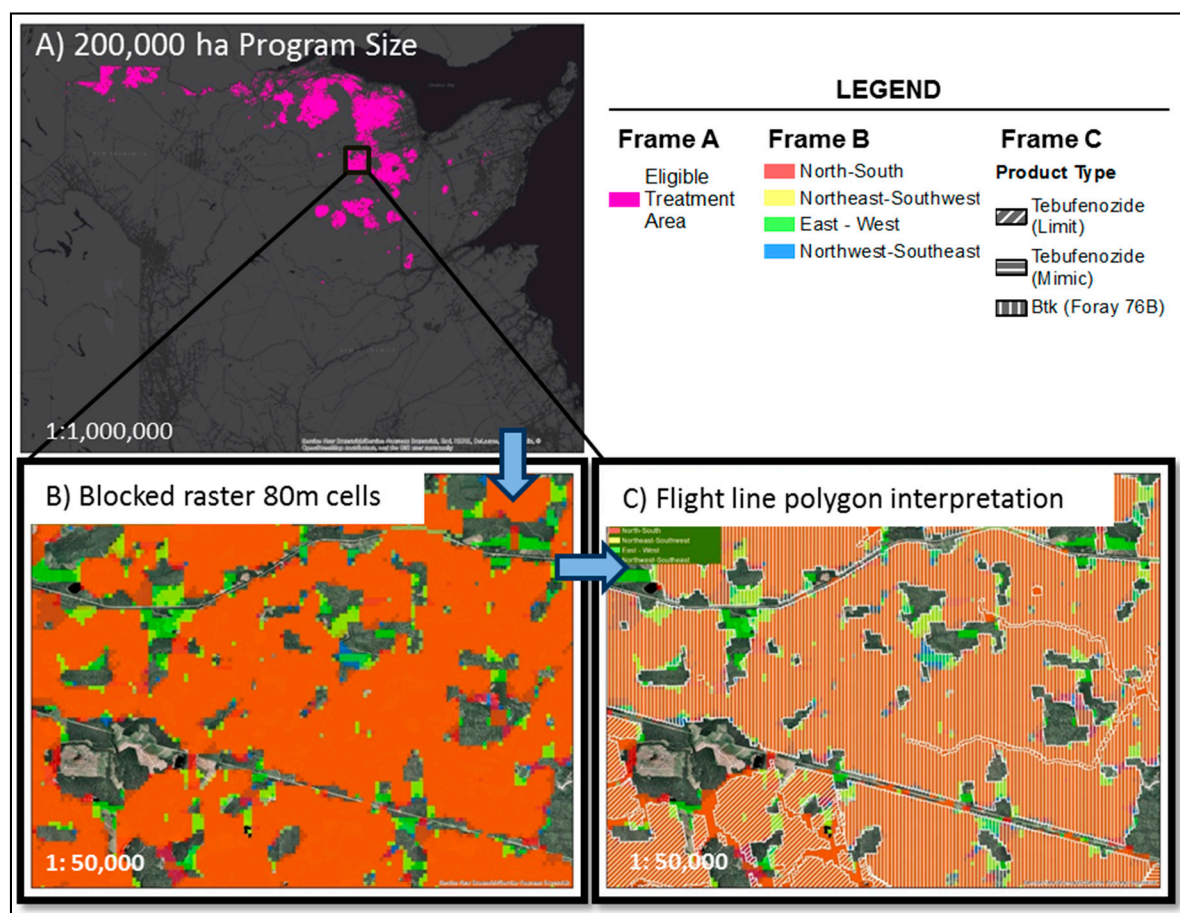 A) 200,000 ha Program Size
1:1,000,000
LEGEND
Frame A
Eligible
Treatment
Area
Frame B
North-South
Northeast-Southwest
East - West
Northwest-Southeast
Frame C
Product Type
Tebufenozide
(Limit)
Tebufenozide
(Mimic)
Btk (Foray 76B)
B) Blocked raster 80m cells
1: 50,000
C) Flight line polygon interpretation
North-South
Northeast-Southwest
East - West
Northwest-Southeast
1: 50,000